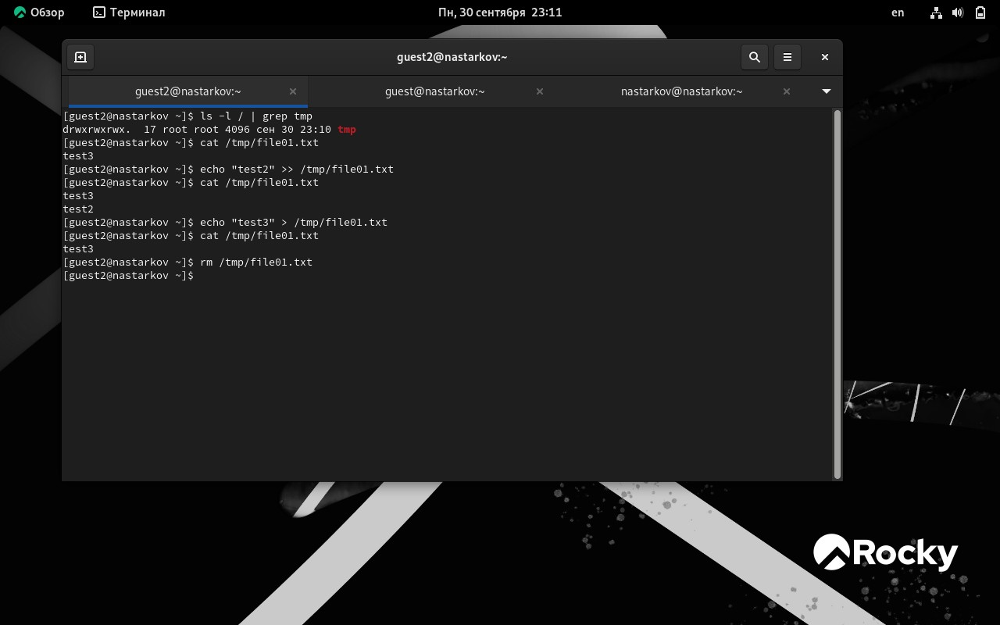 Обзор Терминал Пн, 30 сентября 23:11 en
guest2@nastarkov:~
guest2@nastarkov:~ guest@nastarkov:~ nastarkov@nastarkov:~
[guest2@nastarkov ~]$ ls -l / | grep tmp
drwxrwxrwx.  17 root root 4096 сен 30 23:10 tmp
[guest2@nastarkov ~]$ cat /tmp/file01.txt
test3
[guest2@nastarkov ~]$ echo "test2" >> /tmp/file01.txt
[guest2@nastarkov ~]$ cat /tmp/file01.txt
test3
test2
[guest2@nastarkov ~]$ echo "test3" > /tmp/file01.txt
[guest2@nastarkov ~]$ cat /tmp/file01.txt
test3
[guest2@nastarkov ~]$ rm /tmp/file01.txt
[guest2@nastarkov ~]$
Rocky